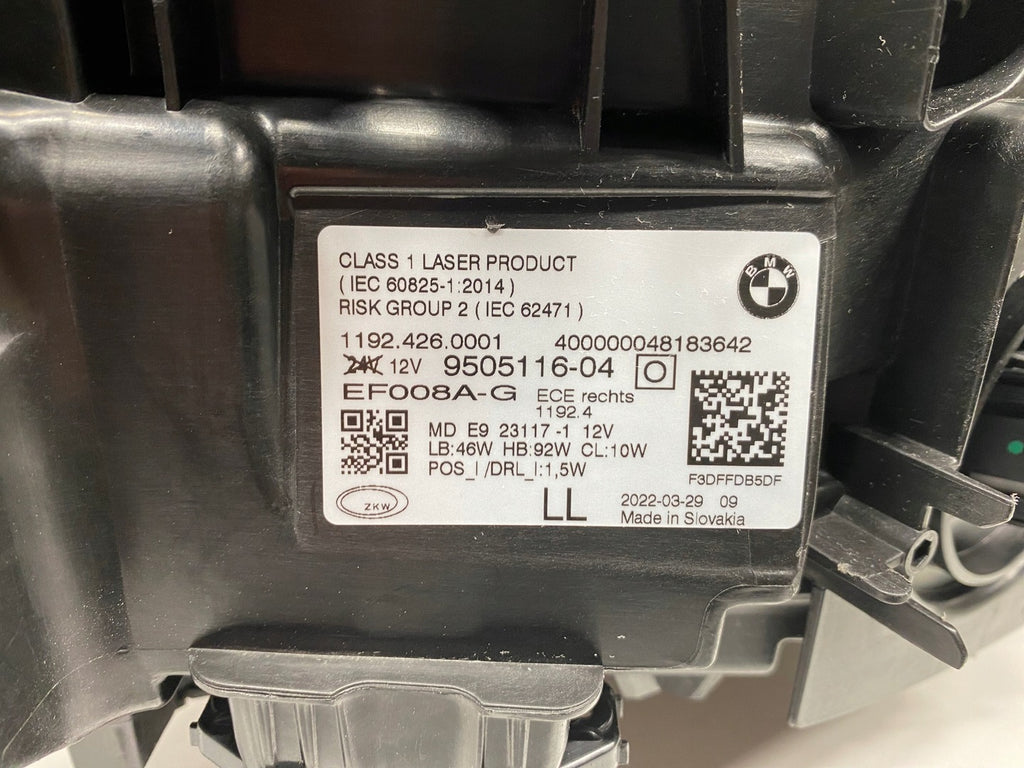 CLASS 1 LASER PRODUCT
( IEC 60825-1:2014 )
RISK GROUP 2 ( IEC 62471 )
BMW
1192.426.0001 400000048183642
24V 12V 9505116-04 O
EF008A-G ECE rechts
1192.4
MD E9 23117 -1 12V
LB:46W HB:92W CL:10W
POS_I /DRL_I:1,5W
F3DFFDB5DF
ZKW
LL
2022-03-29 09
Made in Slovakia